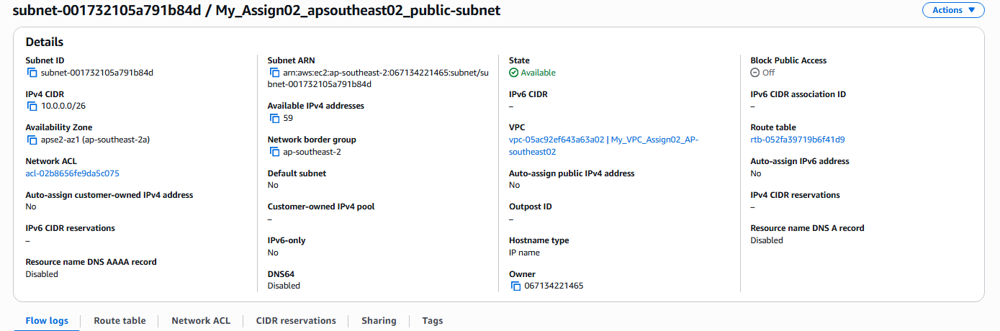 subnet-001732105a791b84d / My_Assign02_apsoutheast02_public-subnet
Actions
Details
Subnet ID
subnet-001732105a791b84d
IPv4 CIDR
10.0.0.0/26
Availability Zone
apse2-az1 (ap-southeast-2a)
Network ACL
acl-02b8656fe9da5c075
Auto-assign customer-owned IPv4 address
No
IPv6 CIDR reservations
–
Resource name DNS AAAA record
Disabled
Subnet ARN
arn:aws:ec2:ap-southeast-2:067134221465:subnet/su
bnet-001732105a791b84d
Available IPv4 addresses
59
Network border group
ap-southeast-2
Default subnet
No
Customer-owned IPv4 pool
–
IPv6-only
No
DNS64
Disabled
State
Available
IPv6 CIDR
–
VPC
vpc-05ac92ef643a63a02 | My_VPC_Assign02_AP-
southeast02
Auto-assign public IPv4 address
No
Outpost ID
–
Hostname type
IP name
Owner
067134221465
Block Public Access
Off
IPv6 CIDR association ID
–
Route table
rtb-052fa39719b6f41d9
Auto-assign IPv6 address
No
IPv4 CIDR reservations
–
Resource name DNS A record
Disabled
Flow logs
Route table
Network ACL
CIDR reservations
Sharing
Tags